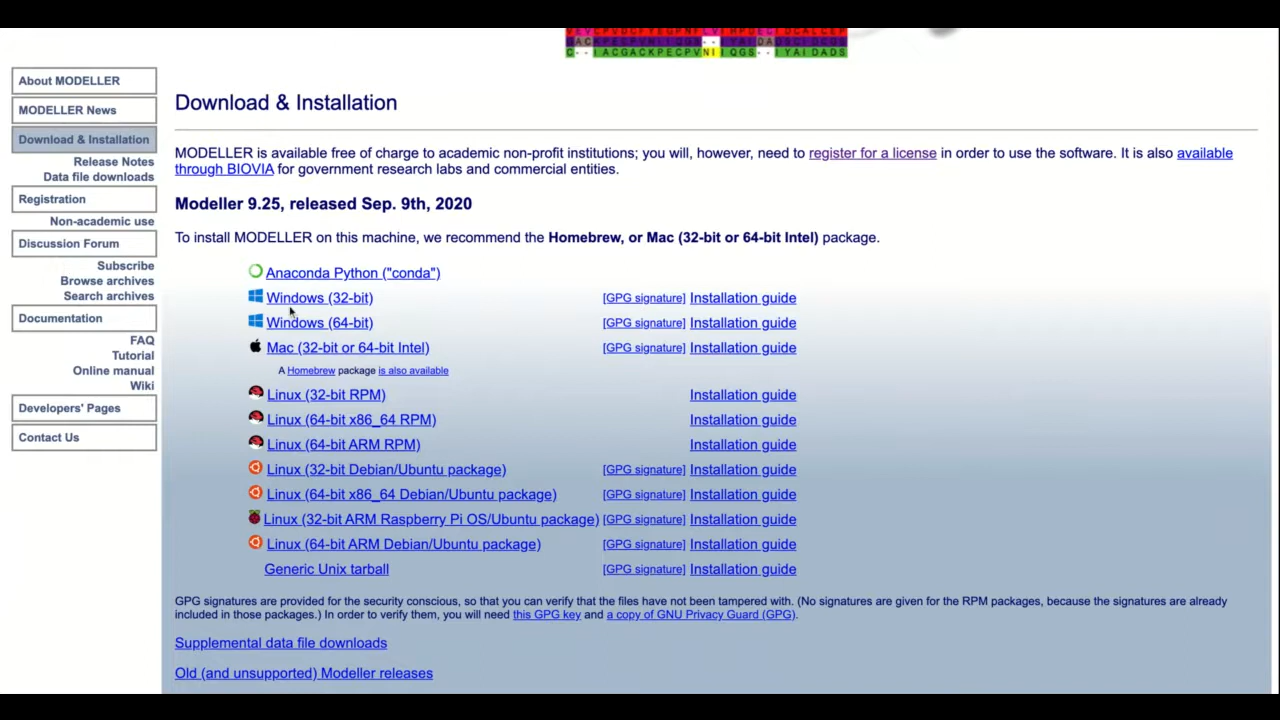 C--IACGACKPECPVNIIQGS--IYAIDADS
About MODELLER
MODELLER News
Download & Installation
Release Notes
Data file downloads
Registration
Non-academic use
Discussion Forum
Subscribe
Browse archives
Search archives
Documentation
FAQ
Tutorial
Online manual
Wiki
Developers' Pages
Contact Us
Download & Installation
MODELLER is available free of charge to academic non-profit institutions; you will, however, need to register for a license in order to use the software. It is also available
through BIOVIA for government research labs and commercial entities.
Modeller 9.25, released Sep. 9th, 2020
To install MODELLER on this machine, we recommend the Homebrew, or Mac (32-bit or 64-bit Intel) package.
Anaconda Python ("conda")
Windows (32-bit) [GPG signature] Installation guide
Windows (64-bit) [GPG signature] Installation guide
Mac (32-bit or 64-bit Intel) [GPG signature] Installation guide
A Homebrew package is also available
Linux (32-bit RPM) Installation guide
Linux (64-bit x86_64 RPM) Installation guide
Linux (64-bit ARM RPM) Installation guide
Linux (32-bit Debian/Ubuntu package) [GPG signature] Installation guide
Linux (64-bit x86_64 Debian/Ubuntu package) [GPG signature] Installation guide
Linux (32-bit ARM Raspberry Pi OS/Ubuntu package) [GPG signature] Installation guide
Linux (64-bit ARM Debian/Ubuntu package) [GPG signature] Installation guide
Generic Unix tarball [GPG signature] Installation guide
GPG signatures are provided for the security conscious, so that you can verify that the files have not been tampered with. (No signatures are given for the RPM packages, because the signatures are already
included in those packages.) In order to verify them, you will need this GPG key and a copy of GNU Privacy Guard (GPG).
Supplemental data file downloads
Old (and unsupported) Modeller releases